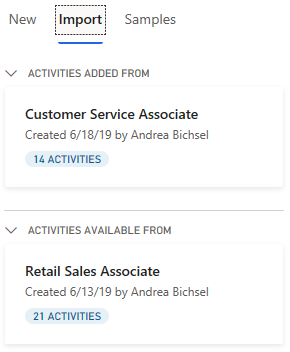 New Import Samples
ACTIVITIES ADDED FROM
Customer Service Associate
Created 6/18/19 by Andrea Bichsel
14 ACTIVITIES
ACTIVITIES AVAILABLE FROM
Retail Sales Associate
Created 6/13/19 by Andrea Bichsel
21 ACTIVITIES